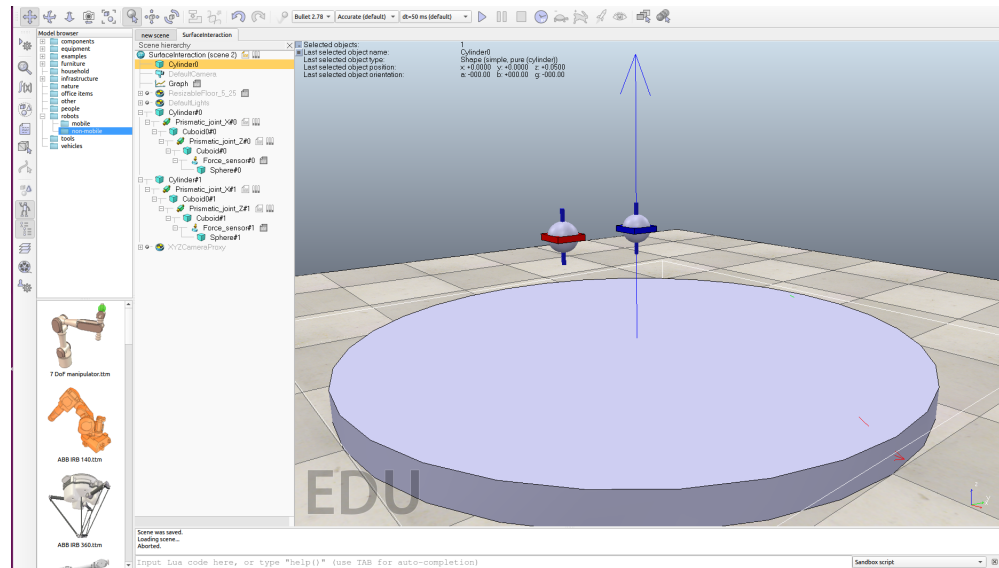 Bullet 2.78
Accurate (default)
dt=50 ms (default)
Model browser
components
equipment
examples
furniture
household
infrastructure
nature
office items
other
people
robots
mobile
non-mobile
tools
vehicles
7 DoF manipulator.ttm
ABB IRB 140.ttm
ABB IRB 360.ttm
new scene
SurfaceInteraction
Scene hierarchy
SurfaceInteraction (scene 2)
Cylinder0
DefaultCamera
Graph
ResizableFloor_5_25
DefaultLights
Cylinder#0
Prismatic_joint_X#0
Cuboid0#0
Prismatic_joint_Z#0
Cuboid#0
Force_sensor#0
Sphere#0
Cylinder#1
Prismatic_joint_X#1
Cuboid0#1
Prismatic_joint_Z#1
Cuboid#1
Force_sensor#1
Sphere#1
XYZCameraProxy
Selected objects: 1
Last selected object name: Cylinder0
Last selected object type: Shape (simple, pure (cylinder))
Last selected object position: x: +0.0000 y: +0.0000 z: +0.0500
Last selected object orientation: a: -000.00 b: +000.00 g: -000.00
EDU
z
y
Scene was saved.
Loading scene...
Aborted.
Input Lua code here, or type "help()" (use TAB for auto-completion)
Sandbox script